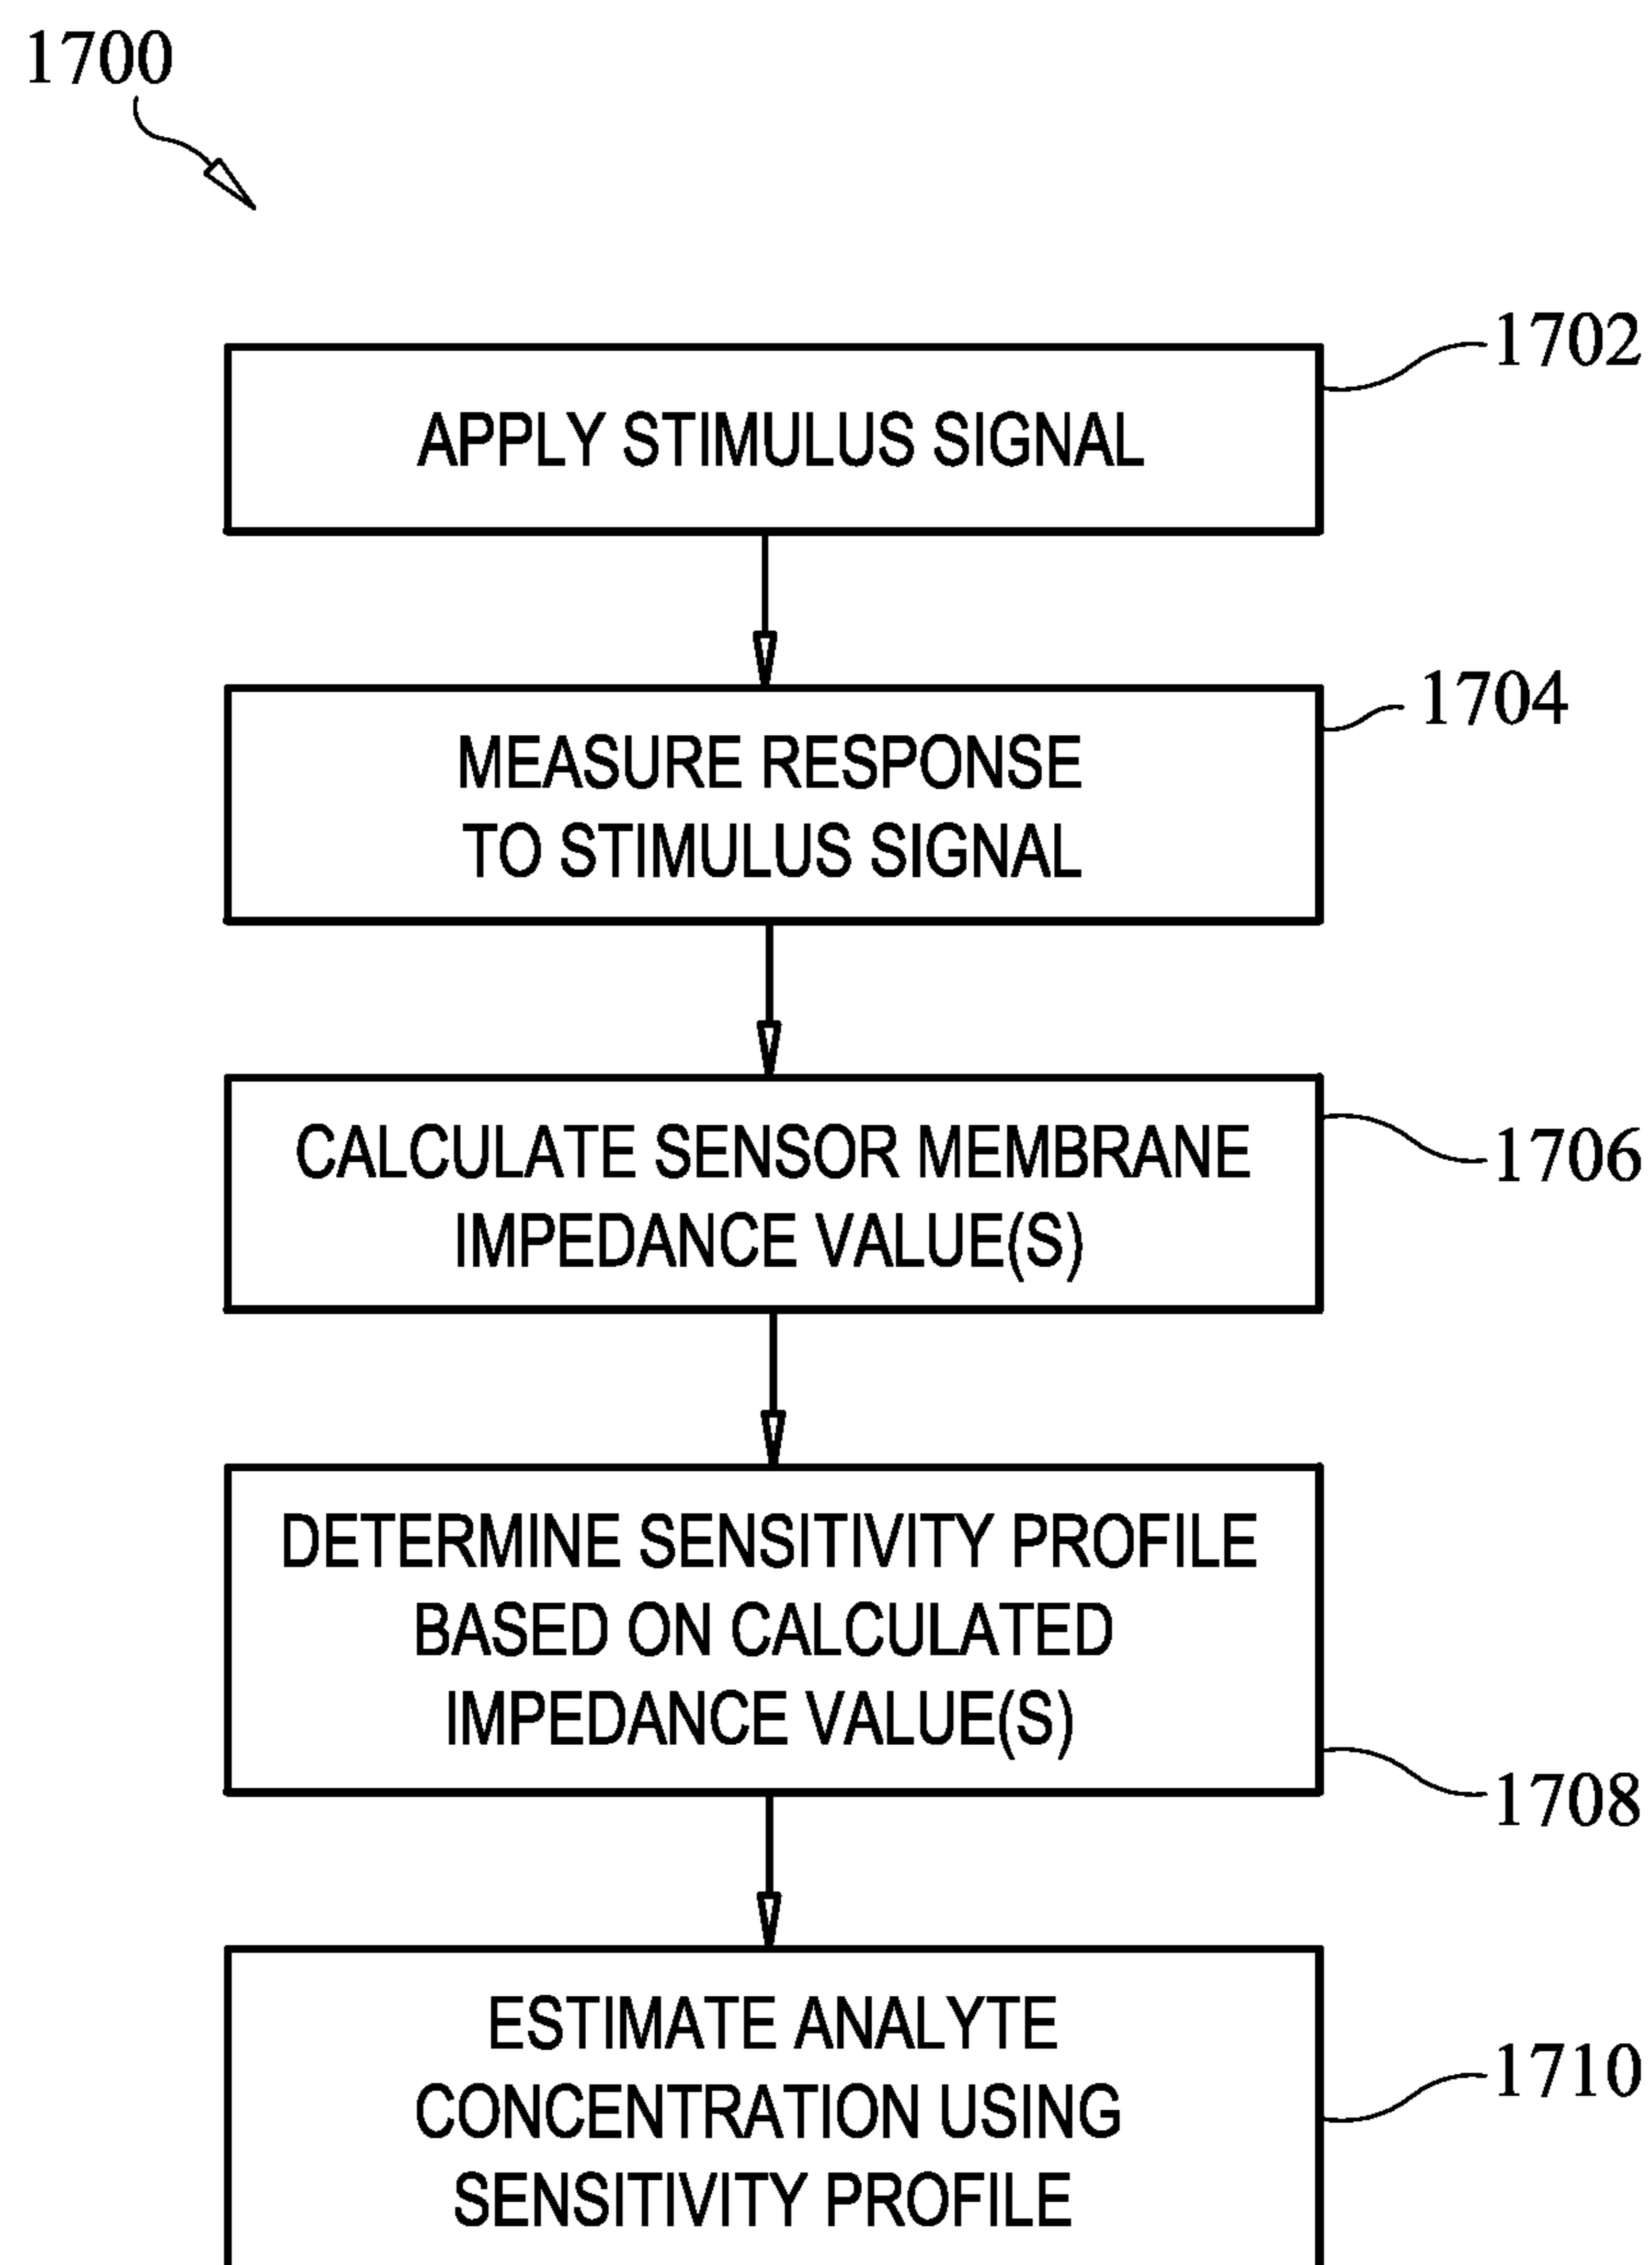 1700
1702
APPLY STIMULUS SIGNAL
1704
MEASURE RESPONSE
TO STIMULUS SIGNAL
CALCULATE SENSOR MEMBRANE
IMPEDANCE VALUE(S)
1706
DETERMINE SENSITIVITY PROFILE
BASED ON CALCULATED
IMPEDANCE VALUE(S)
1708
ESTIMATE ANALYTE
CONCENTRATION USING
SENSITIVITY PROFILE
1710